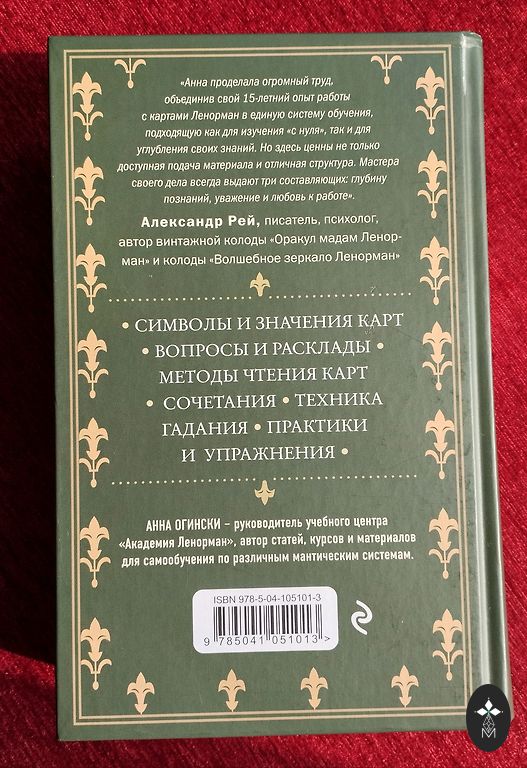 «Анна проделала огромный труд,
объединив свой 15-летний опыт работы
с картами Ленорман в единую систему обучения,
подходящую как для изучения «с нуля», так и для
углубления своих знаний. Но здесь ценны не только
доступная подача материала и отличная структура. Мастера
своего дела всегда выдают три составляющих: глубину
познаний, уважение и любовь к работе».
Александр Рей, писатель, психолог,
автор винтажной колоды «Оракул мадам Ленор-
ман» и колоды «Волшебное зеркало Ленорман»
• СИМВОЛЫ И ЗНАЧЕНИЯ КАРТ
• ВОПРОСЫ И РАСКЛАДЫ •
МЕТОДЫ ЧТЕНИЯ КАРТ
• СОЧЕТАНИЯ • ТЕХНИКА
ГАДАНИЯ • ПРАКТИКИ
И УПРАЖНЕНИЯ •
АННА ОГИНСКИ – руководитель учебного центра
«Академия Ленорман», автор статей, курсов и материалов
для самообучения по различным мантическим системам.
ISBN 978-5-04-105101-3
9 785041 051013 >
М